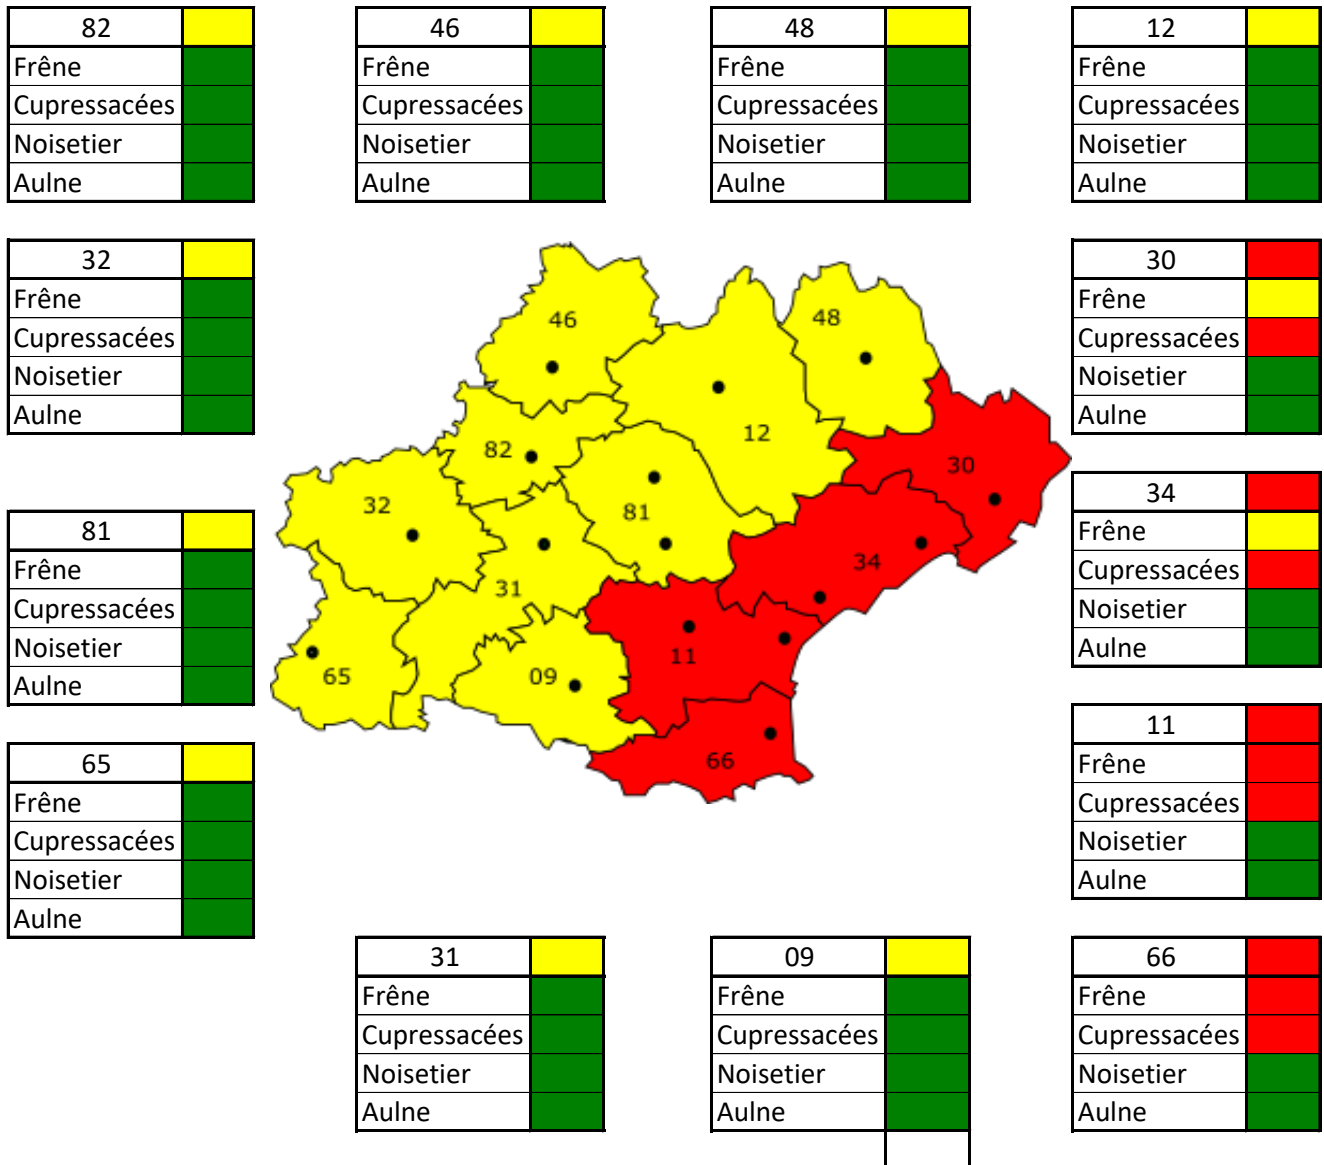 82
Frêne
Cupressacées
Noisetier
Aulne
46
Frêne
Cupressacées
Noisetier
Aulne
48
Frêne
Cupressacées
Noisetier
Aulne
12
Frêne
Cupressacées
Noisetier
Aulne
32
Frêne
Cupressacées
Noisetier
Aulne
81
Frêne
Cupressacées
Noisetier
Aulne
65
Frêne
Cupressacées
Noisetier
Aulne
46
48
12
82
30
32
81
34
31
11
09
65
66
30
Frêne
Cupressacées
Noisetier
Aulne
34
Frêne
Cupressacées
Noisetier
Aulne
11
Frêne
Cupressacées
Noisetier
Aulne
31
Frêne
Cupressacées
Noisetier
Aulne
09
Frêne
Cupressacées
Noisetier
Aulne
66
Frêne
Cupressacées
Noisetier
Aulne